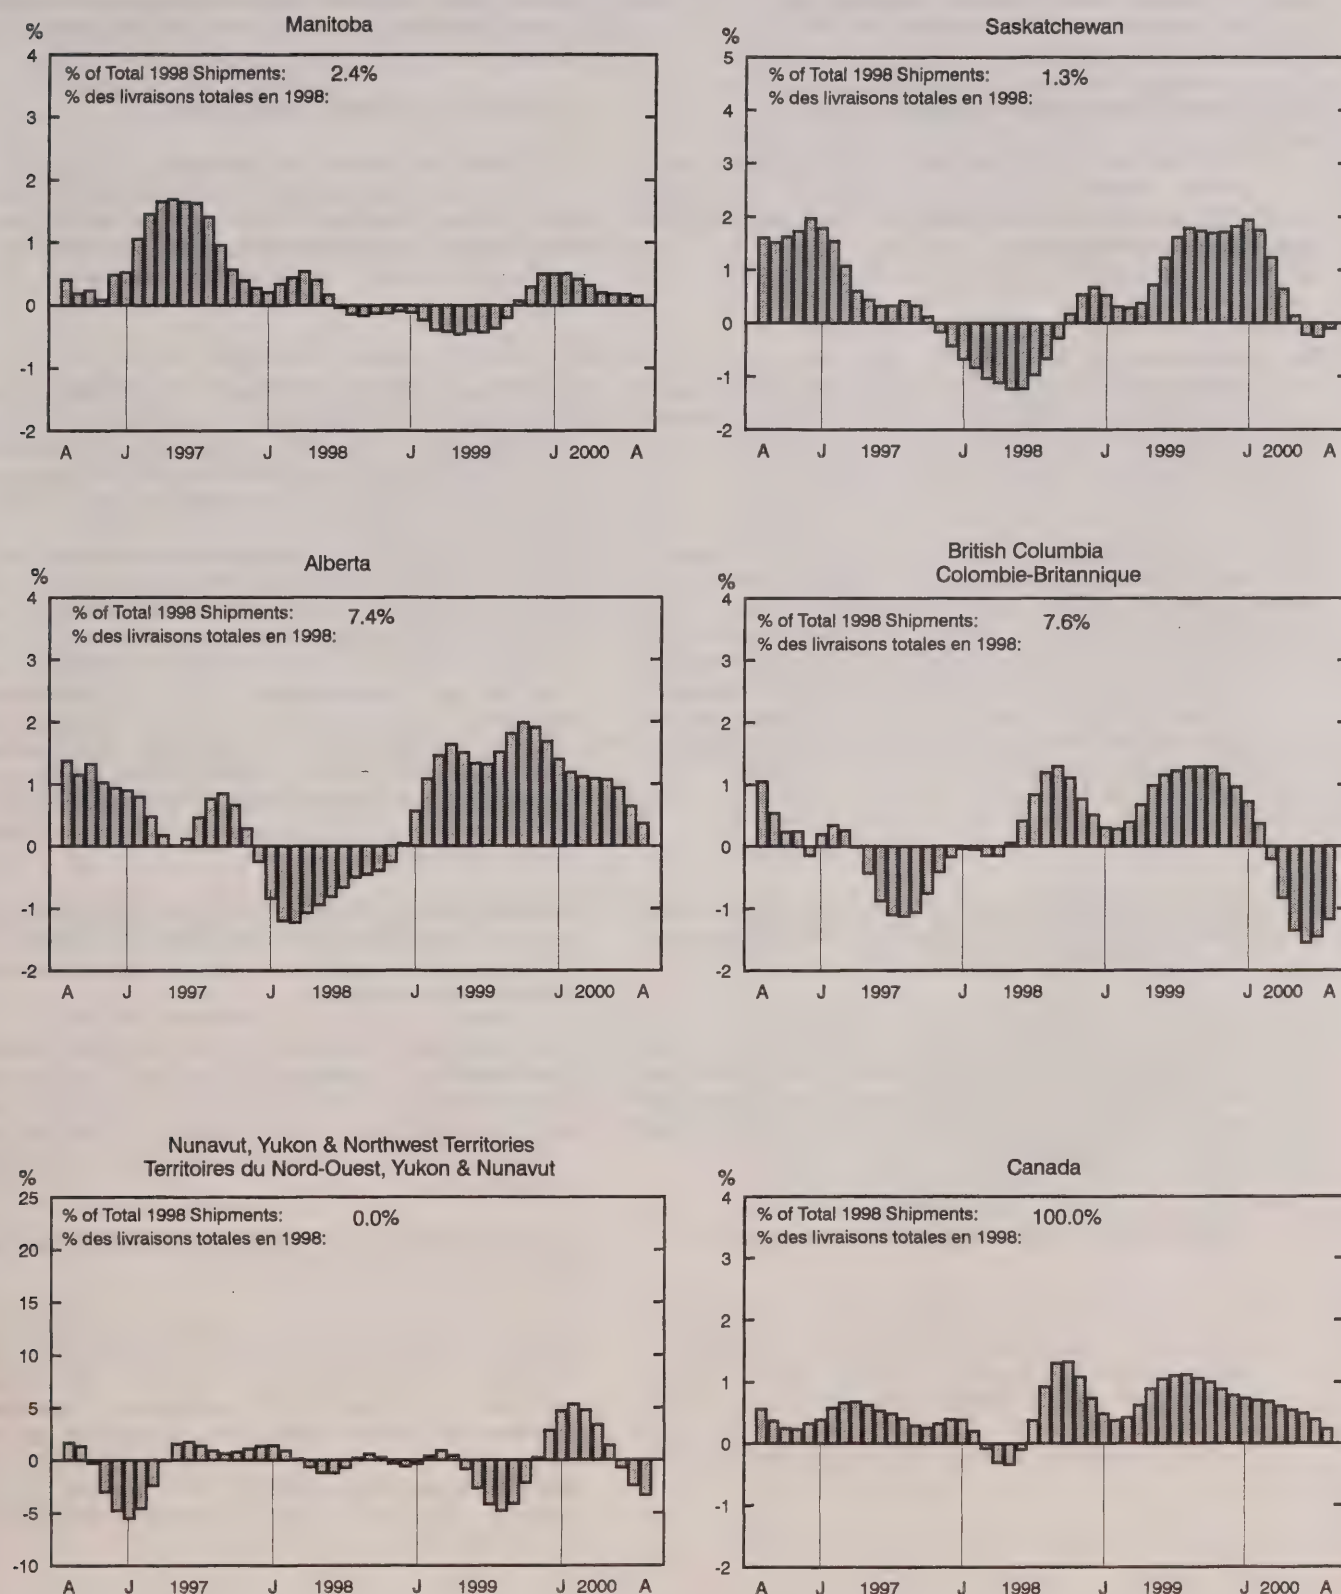 Manitoba
%
% of Total 1998 Shipments: 2.4%
% des livraisons totales en 1998:
4
3
2
1
0
-1
-2
A J 1997 J 1998 J 1999 J 2000 A
Saskatchewan
%
% of Total 1998 Shipments: 1.3%
% des livraisons totales en 1998:
5
4
3
2
1
0
-1
-2
A J 1997 J 1998 J 1999 J 2000 A
Alberta
%
% of Total 1998 Shipments: 7.4%
% des livraisons totales en 1998:
4
3
2
1
0
-1
-2
A J 1997 J 1998 J 1999 J 2000 A
British Columbia
Colombie-Britannique
%
% of Total 1998 Shipments: 7.6%
% des livraisons totales en 1998:
4
3
2
1
0
-1
-2
A J 1997 J 1998 J 1999 J 2000 A
Nunavut, Yukon & Northwest Territories
Territoires du Nord-Ouest, Yukon & Nunavut
%
% of Total 1998 Shipments: 0.0%
% des livraisons totales en 1998:
25
20
15
10
5
0
-5
-10
A J 1997 J 1998 J 1999 J 2000 A
Canada
%
% of Total 1998 Shipments: 100.0%
% des livraisons totales en 1998:
4
3
2
1
0
-1
-2
A J 1997 J 1998 J 1999 J 2000 A